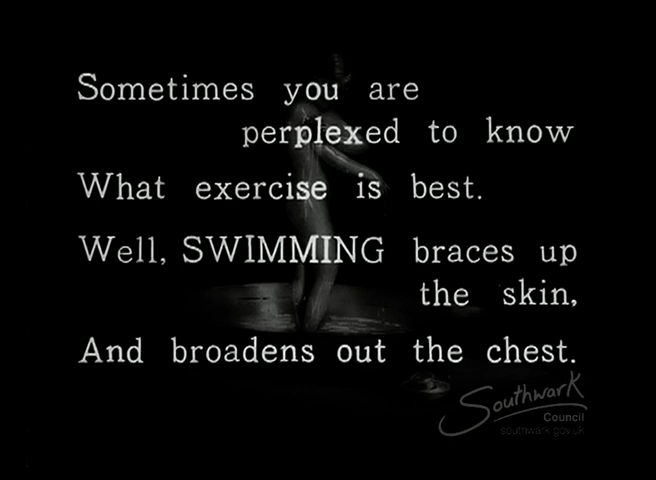 Sometimes you are
perplexed to know
What exercise is best.
Well, SWIMMING braces up
the skin,
And broadens out the chest.
Southwark
Council
southwark.gov.uk